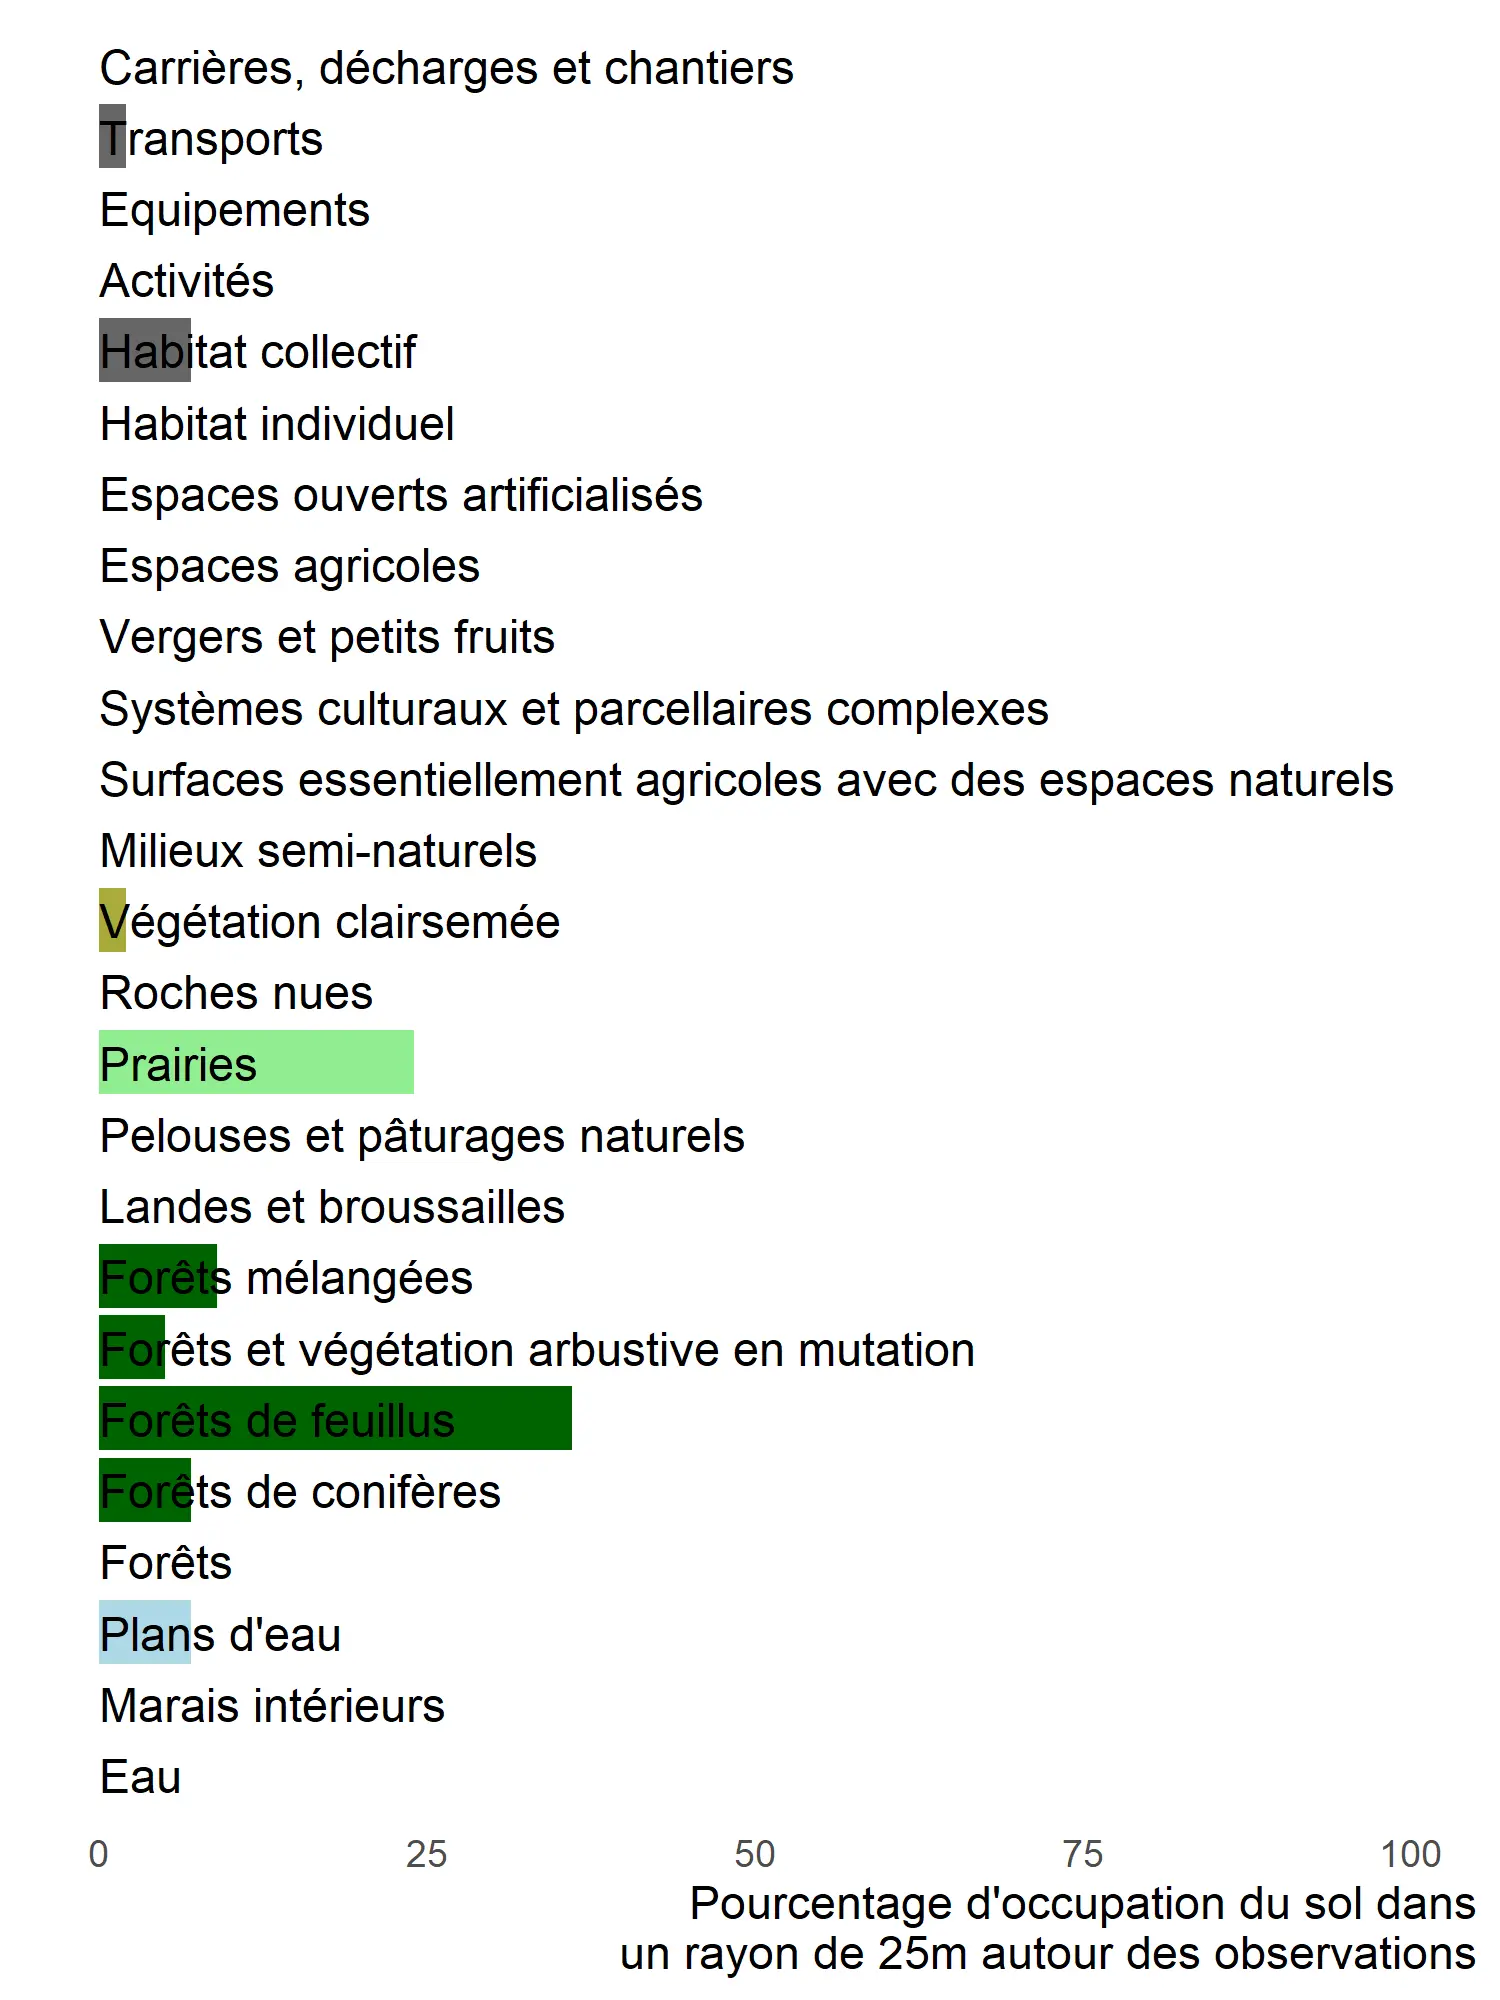 Carrières, décharges et chantiers
Transports
Equipements
Activités
Habitat collectif
Habitat individuel
Espaces ouverts artificialisés
Espaces agricoles
Vergers et petits fruits
Systèmes culturaux et parcellaires complexes
Surfaces essentiellement agricoles avec des espaces naturels
Milieux semi-naturels
Végétation clairsemée
Roches nues
Prairies
Pelouses et pâturages naturels
Landes et broussailles
Forêts mélangées
Forêts et végétation arbustive en mutation
Forêts de feuillus
Forêts de conifères
Forêts
Plans d'eau
Marais intérieurs
Eau
0 25 50 75 100
Pourcentage d'occupation du sol dans
un rayon de 25m autour des observations